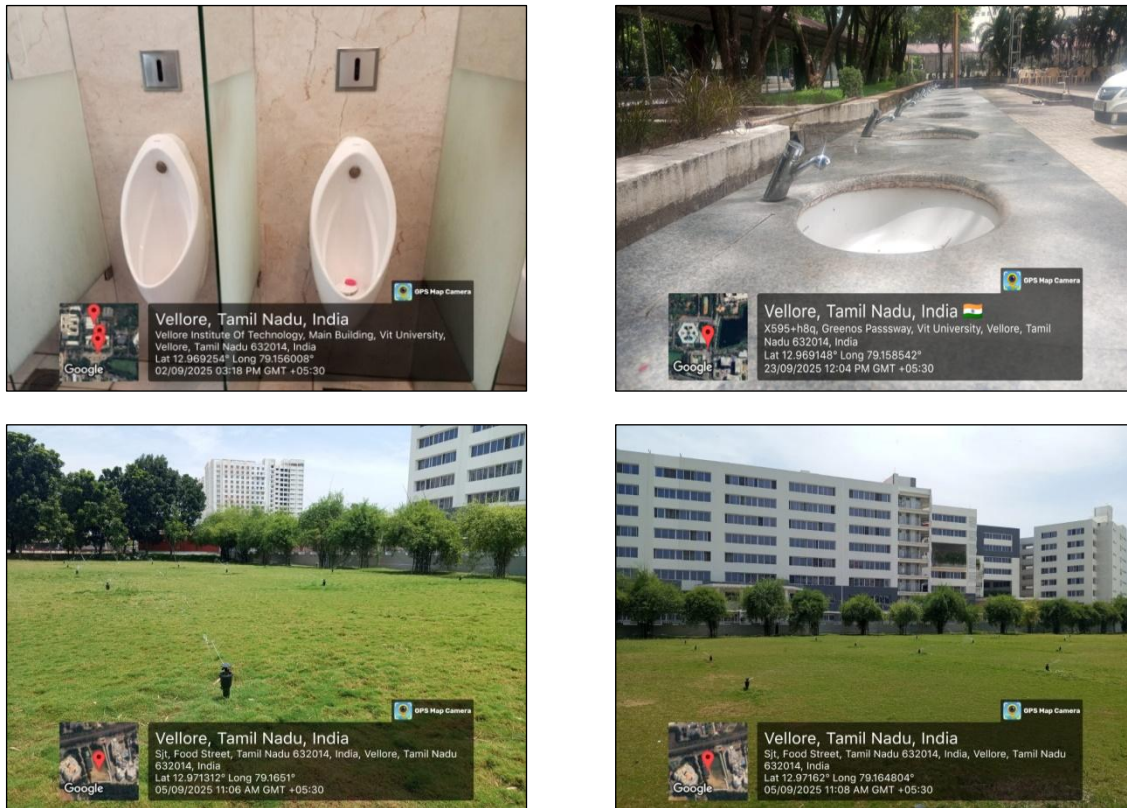 GPS Map Camera
Vellore, Tamil Nadu, India
Vellore Institute Of Technology, Main Building, Vit University,
Vellore, Tamil Nadu 632014, India
Lat 12.969254° Long 79.156008°
02/09/2025 03:18 PM GMT +05:30
Google
GPS Map Camera
Vellore, Tamil Nadu, India
X595+h8q, Greenos Passsway, Vit University, Vellore, Tamil
Nadu 632014, India
Lat 12.969148° Long 79.158542°
23/09/2025 12:04 PM GMT +05:30
Google
GPS Map Camera
Vellore, Tamil Nadu, India
Sjt, Food Street, Tamil Nadu 632014, India, Vellore, Tamil Nadu
632014, India
Lat 12.971312° Long 79.1651°
05/09/2025 11:06 AM GMT +05:30
Google
GPS Map Camera
Vellore, Tamil Nadu, India
Sjt, Food Street, Tamil Nadu 632014, India, Vellore, Tamil Nadu
632014, India
Lat 12.97162° Long 79.164804°
05/09/2025 11:08 AM GMT +05:30
Google